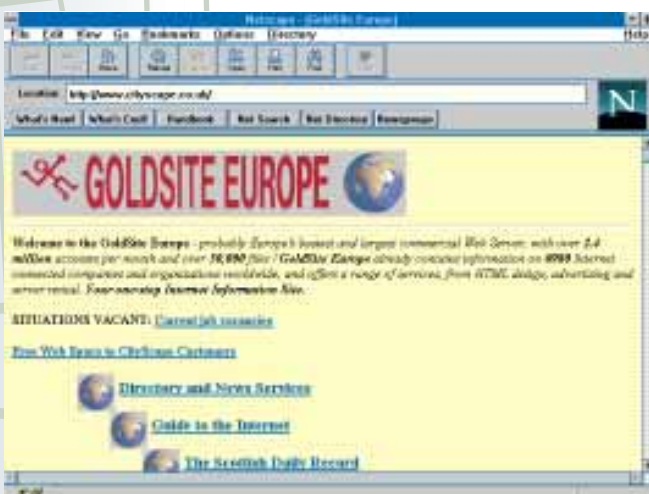 Netscape - [GoldSite Europe]
File Edit View Go Bookmarks Options Directory Help
Location: http://www.cityscape.co.uk/
What's New! What's Cool! Handbook Net Search Net Directory Newsgroups
N
GOLDSITE EUROPE
Welcome to the GoldSite Europe - probably Europe's busiest and largest commercial Web Server, with over 2.4
million accesses per month and over 10,000 files! GoldSite Europe already contains information on Internet
connected companies and organisations worldwide, and offers a range of services, from HTML design, advertising and
server rental. Your one-stop Internet Information Site.
SITUATIONS VACANT: Current job vacancies
Free Web Space to CityScape Customers
Directory and News Services
Guide to the Internet
The Scottish Daily Record